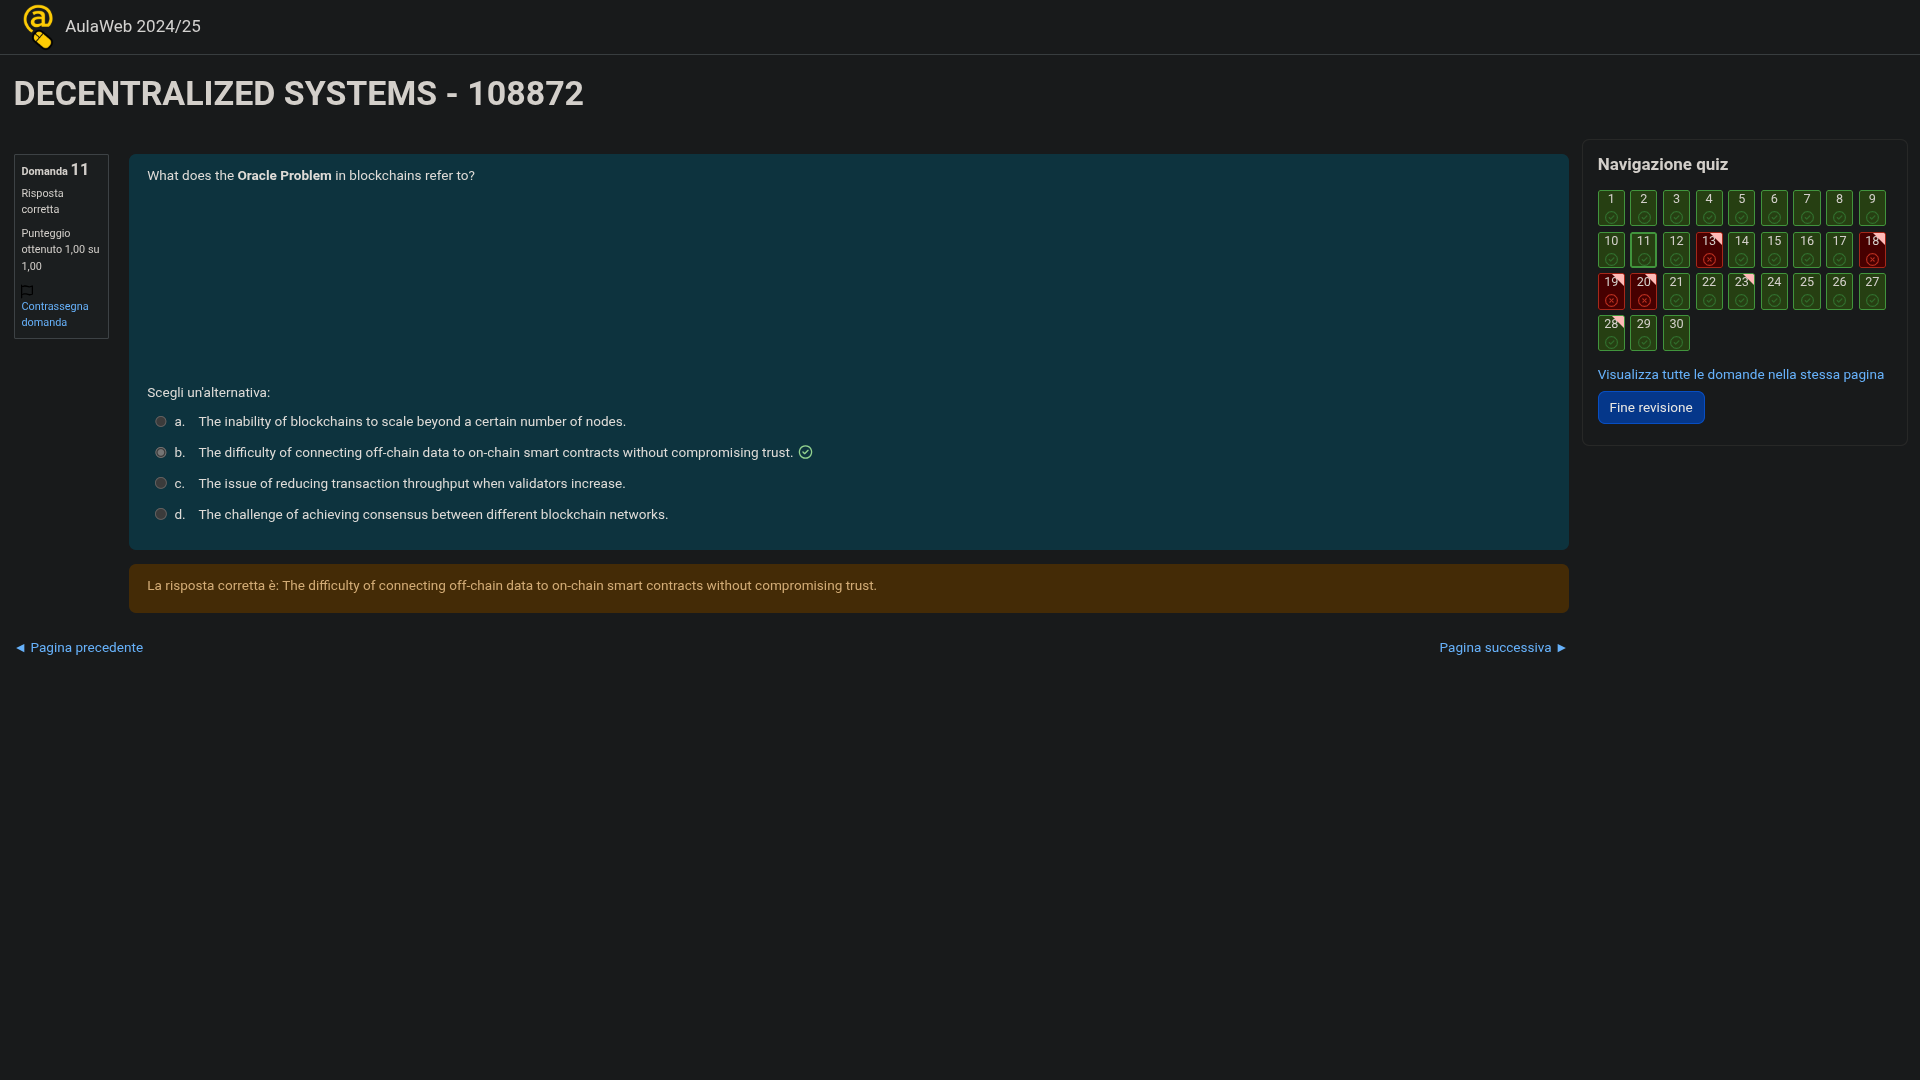 AulaWeb 2024/25
DECENTRALIZED SYSTEMS - 108872
Domanda 11
Risposta
corretta
Punteggio
ottenuto 1,00 su
1,00
Contrassegna
domanda
What does the Oracle Problem in blockchains refer to?
Scegli un'alternativa:
a. The inability of blockchains to scale beyond a certain number of nodes.
b. The difficulty of connecting off-chain data to on-chain smart contracts without compromising trust.
c. The issue of reducing transaction throughput when validators increase.
d. The challenge of achieving consensus between different blockchain networks.
La risposta corretta è: The difficulty of connecting off-chain data to on-chain smart contracts without compromising trust.
◄ Pagina precedente
Pagina successiva ►
Navigazione quiz
1 2 3 4 5 6 7 8 9
10 11 12 13 14 15 16 17 18
19 20 21 22 23 24 25 26 27
28 29 30
Visualizza tutte le domande nella stessa pagina
Fine revisione